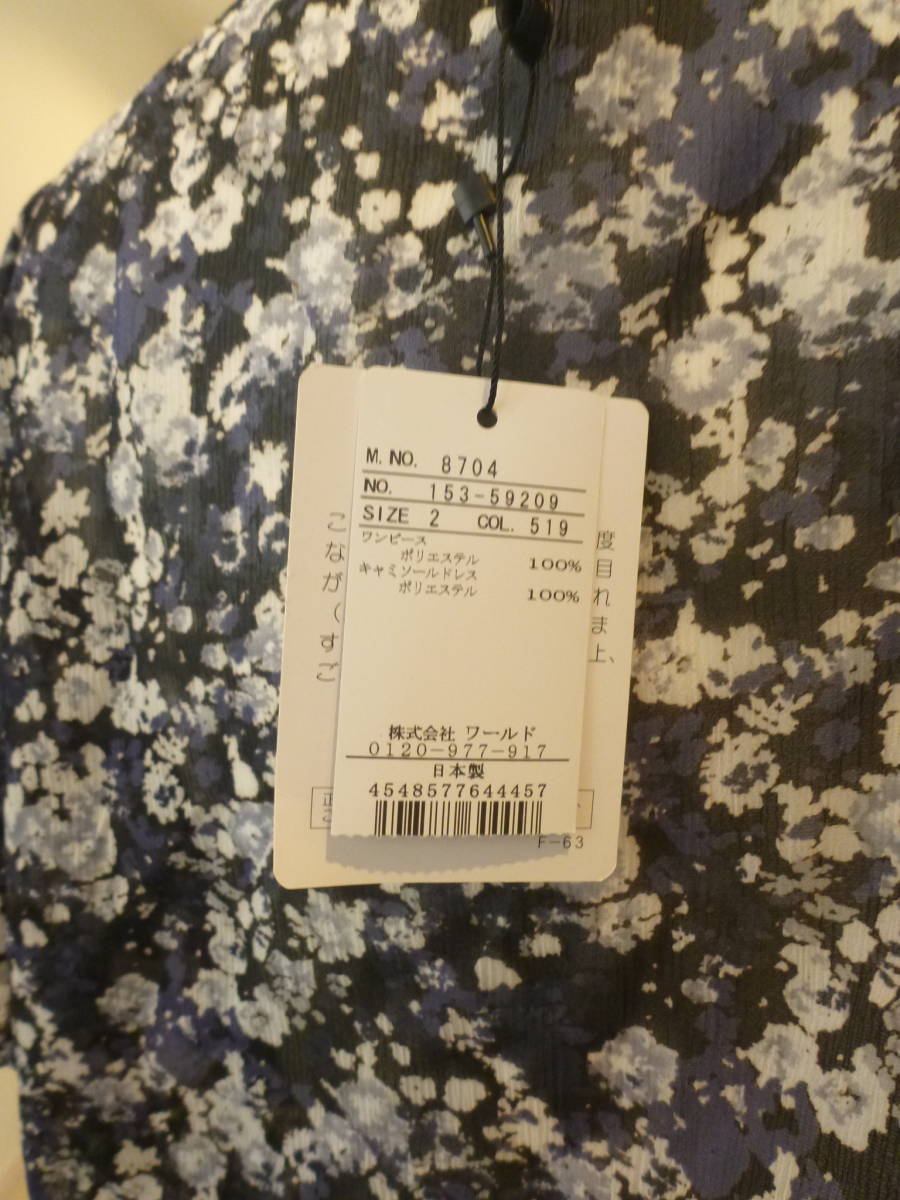 M. NO. 8704
NO. 153-59209
SIZE 2 COL. 519
ワンピース
ポリエステル 100%
キャミソールドレス
ポリエステル 100%
株式会社 ワールド
0120-977-917
日本製
4548577644457
こ
な
が
(
す
ご
度
目
れ
ま
上、
F-63